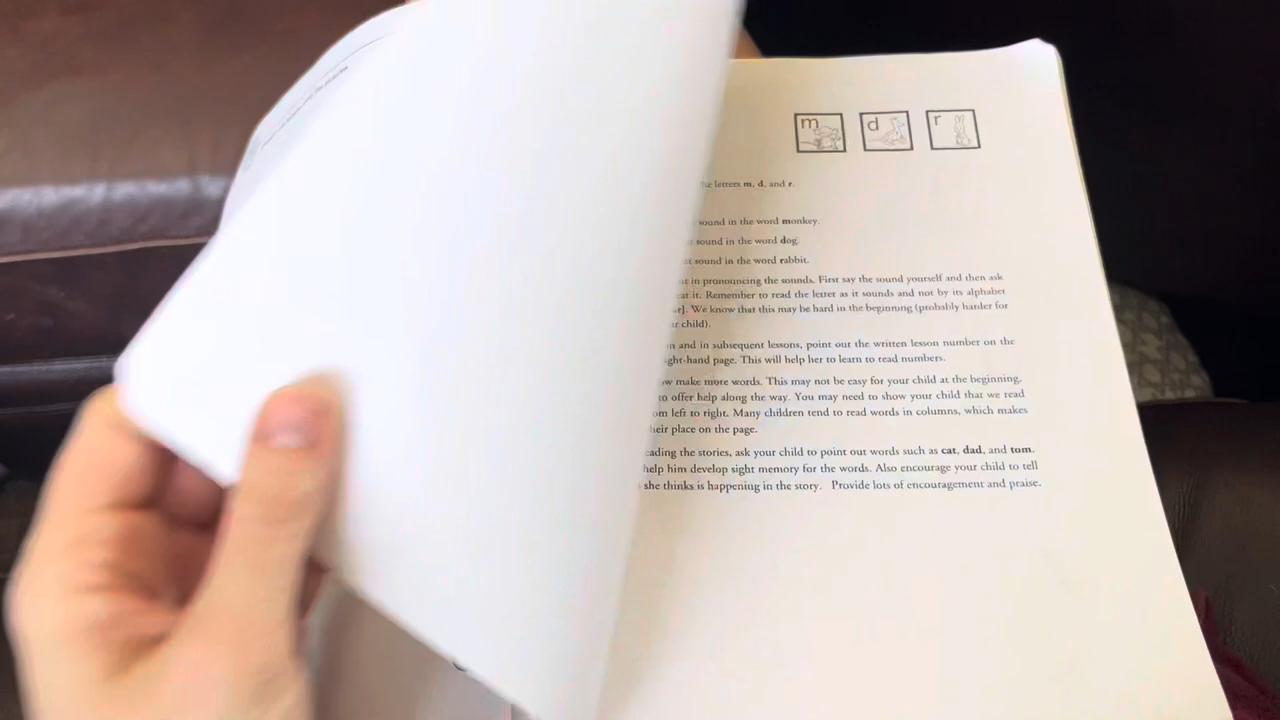 m d r
letters m, d, and r.
sound in the word monkey.
sound in the word dog.
sound in the word rabbit.
in pronouncing the sounds. First say the sound yourself and then ask
it. Remember to read the letter as it sounds and not by its alphabet
We know that this may be hard in the beginning (probably harder for
child).
and in subsequent lessons, point out the written lesson number on the
ght-hand page. This will help her to learn to read numbers.
make more words. This may not be easy for your child at the beginning,
to offer help along the way. You may need to show your child that we read
om left to right. Many children tend to read words in columns, which makes
heir place on the page.
eading the stories, ask your child to point out words such as cat, dad, and tom.
help him develop sight memory for the words. Also encourage your child to tell
she thinks is happening in the story. Provide lots of encouragement and praise.